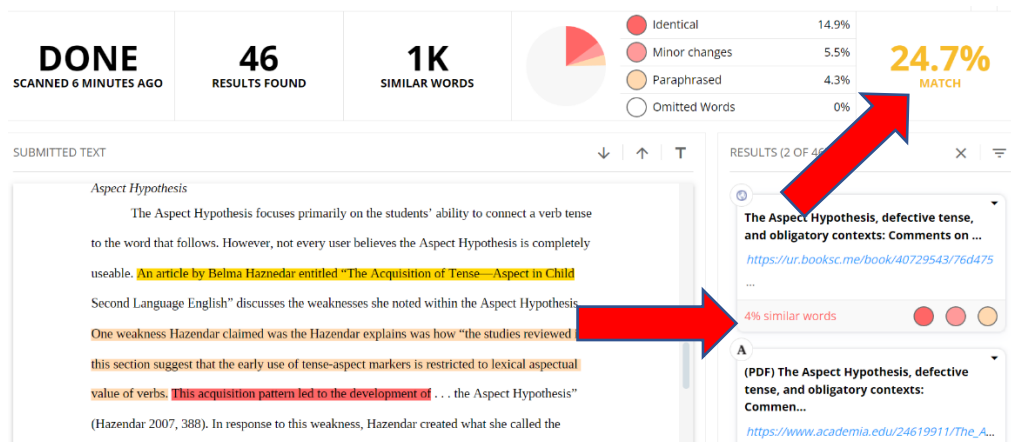 DONE
SCANNED 6 MINUTES AGO
46
RESULTS FOUND
1K
SIMILAR WORDS
Identical 14.9%
Minor changes 5.5%
Paraphrased 4.3%
Omitted Words 0%
24.7%
MATCH
SUBMITTED TEXT
T
Aspect Hypothesis
The Aspect Hypothesis focuses primarily on the students' ability to connect a verb tense
to the word that follows. However, not every user believes the Aspect Hypothesis is completely
useable. An article by Belma Haznedar entitled “The Acquisition of Tense—Aspect in Child
Second Language English” discusses the weaknesses she noted within the Aspect Hypothesis
One weakness Hazendar claimed was the Hazendar explains was how “the studies reviewed
this section suggest that the early use of tense-aspect markers is restricted to lexical aspectual
value of verbs. This acquisition pattern led to the development of . . . the Aspect Hypothesis”
(Hazendar 2007, 388). In response to this weakness, Hazendar created what she called the
RESULTS (2 OF 46
The Aspect Hypothesis, defective tense,
and obligatory contexts: Comments on ...
https://ur.booksc.me/book/40729543/76d475
...
4% similar words
A
(PDF) The Aspect Hypothesis, defective
tense, and obligatory contexts:
Commen...
https://www.academia.edu/24619911/The_A...